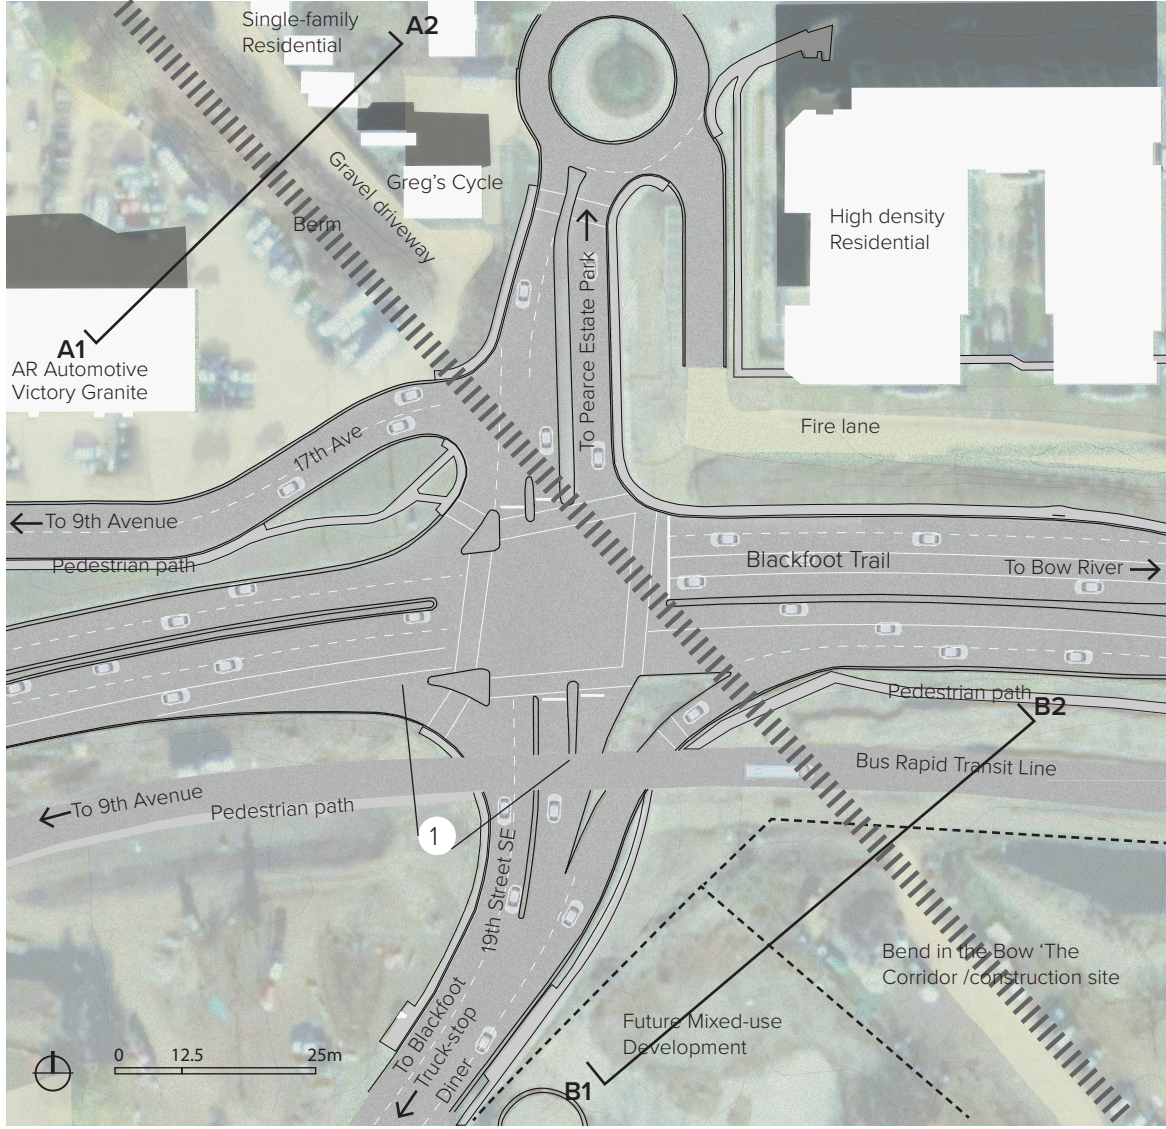 Single-family
Residential
A2
Gravel driveway
Greg's Cycle
Berm
High density
Residential
To Pearce Estate Park
A1
AR Automotive
Victory Granite
Fire lane
17th Ave
To 9th Avenue
Pedestrian path
Blackfoot Trail
To Bow River
Pedestrian path
B2
Bus Rapid Transit Line
To 9th Avenue
Pedestrian path
1
19th Street SE
Bend in the Bow ‘The
Corridor /construction site
Future Mixed-use
Development
To Blackfoot
Truck-stop
Diner
0 12.5 25m
B1